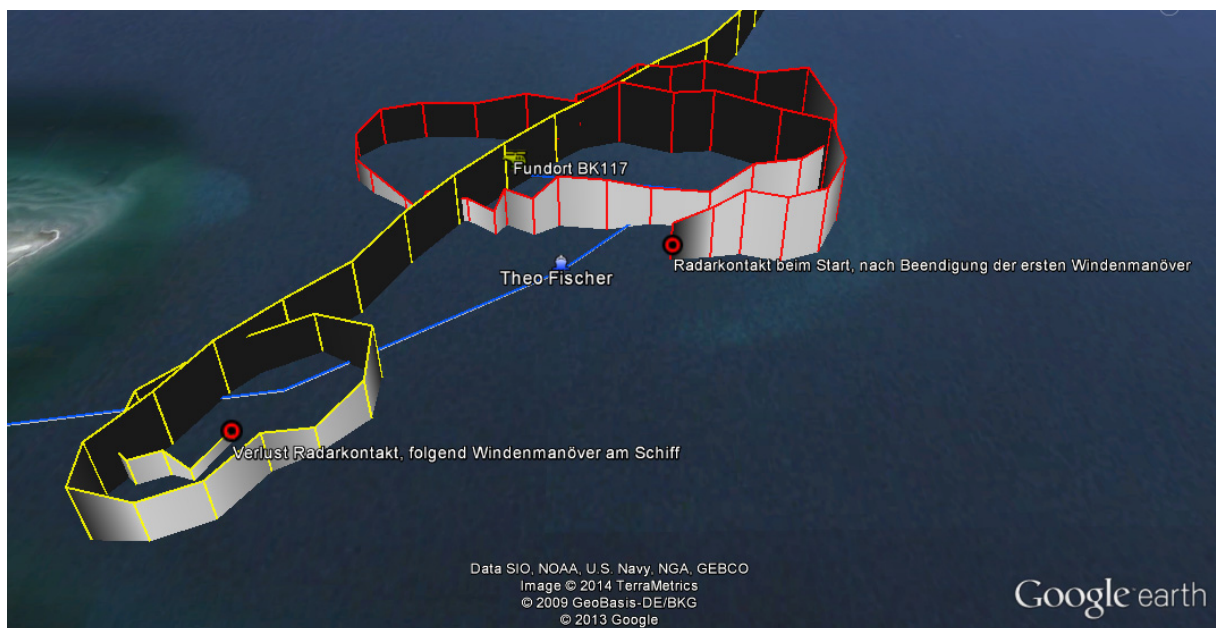 Fundort BK117
Theo Fischer
Radarkontakt beim Start, nach Beendigung der ersten Windenmanöver
Verlust Radarkontakt, folgend Windenmanöver am Schiff
Data SIO, NOAA, U.S. Navy, NGA, GEBCO
Image © 2014 TerraMetrics
© 2009 GeoBasis-DE/BKG
© 2013 Google
Google earth